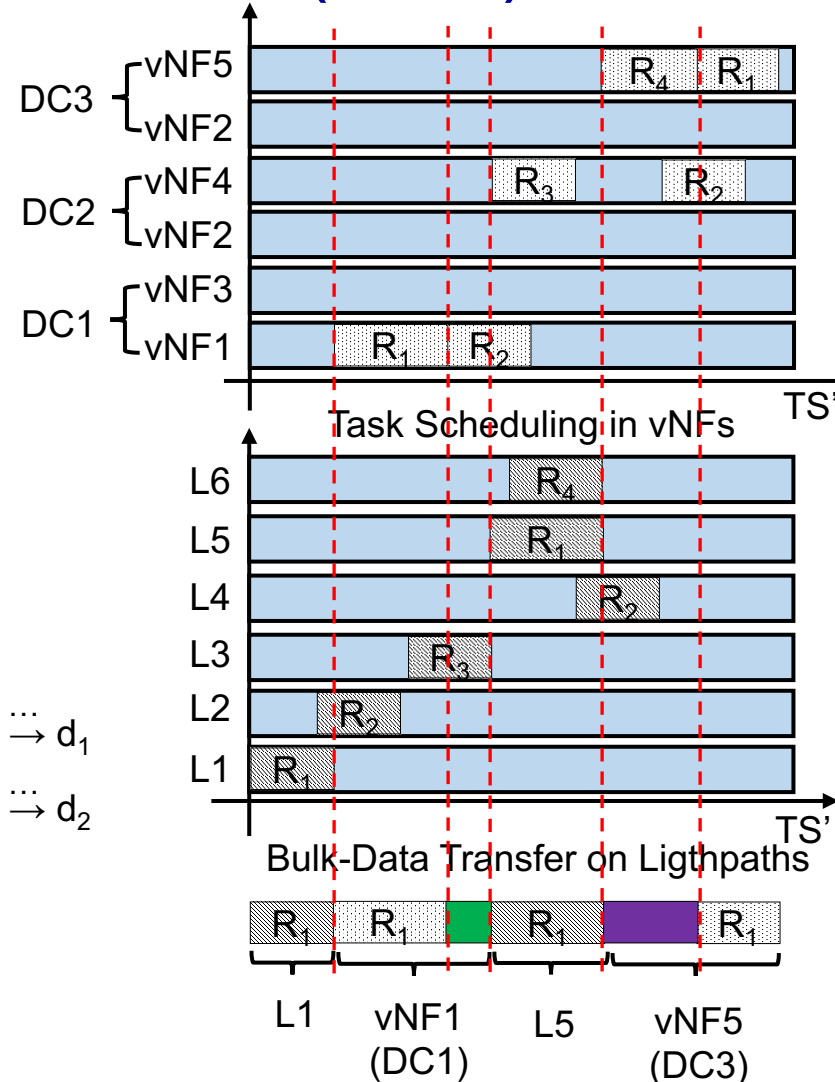 vNF5 R4 R1
DC3
vNF2
vNF4 R3 R2
DC2
vNF2
vNF3
DC1
vNF1 R1 R2
TS'
Task Scheduling in vNFs
L6 R4
L5 R1
L4 R2
L3 R3
L2 R2
...
→ d1
L1 R1
...
→ d2
TS'
Bulk-Data Transfer on Ligthpaths
R1 R1 R1 R1
L1 vNF1 L5 vNF5
(DC1) (DC3)